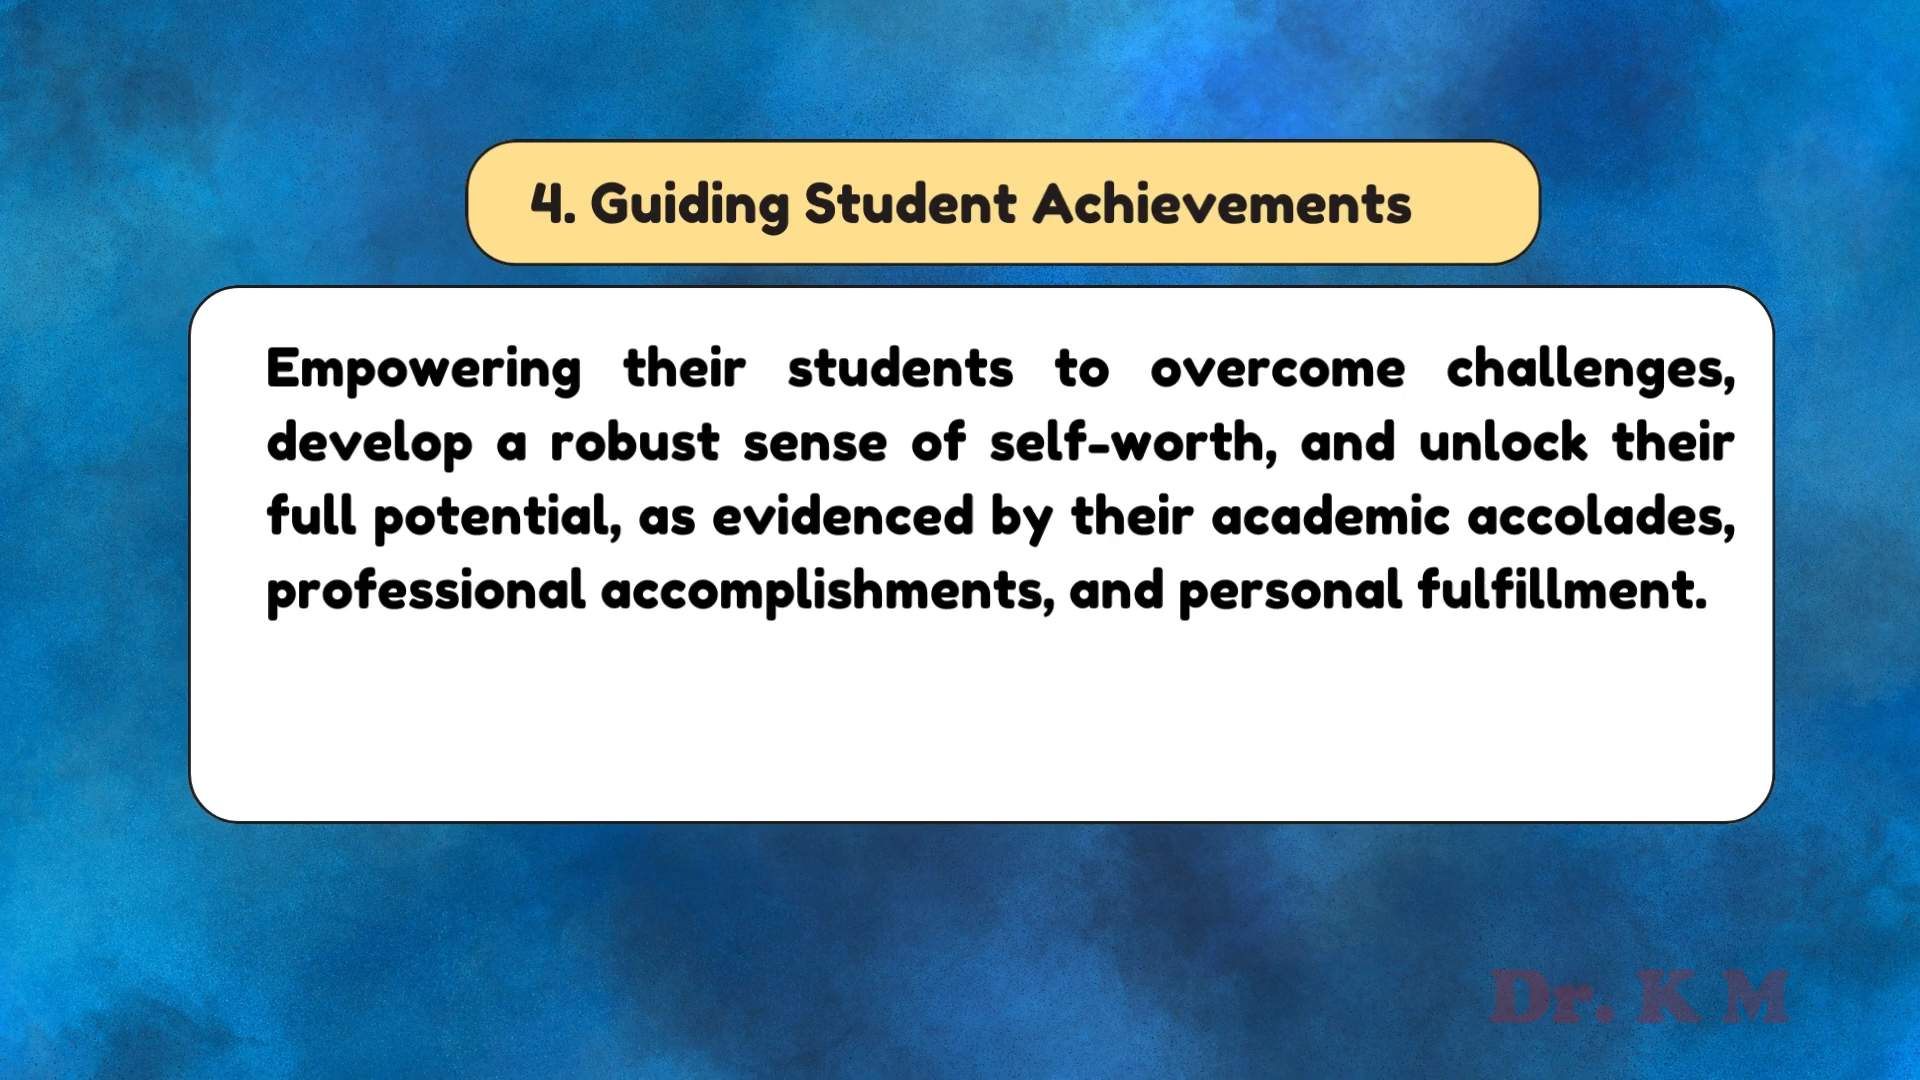 4. Guiding Student Achievements
Empowering their students to overcome challenges,
develop a robust sense of self-worth, and unlock their
full potential, as evidenced by their academic accolades,
professional accomplishments, and personal fulfillment.
Dr. K M